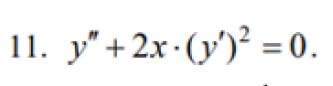 11. y″ + 2x · (y′)² = 0.